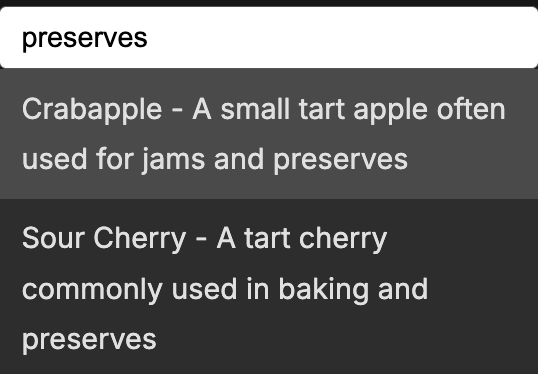 preserves
Crabapple - A small tart apple often
used for jams and preserves
Sour Cherry - A tart cherry
commonly used in baking and
preserves